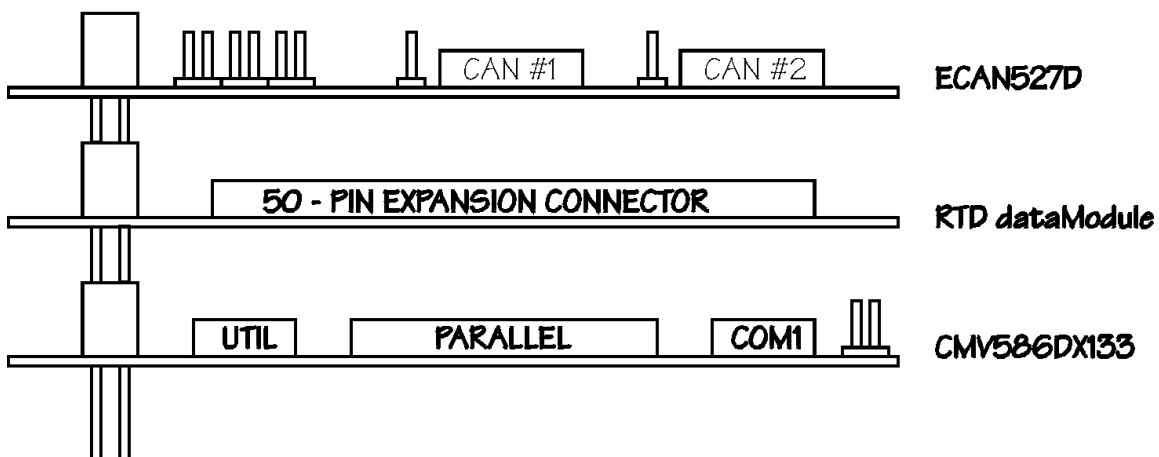 CAN #1
CAN #2
ECAN527D
50 - PIN EXPANSION CONNECTOR
RTD dataModule
UTIL
PARALLEL
COM1
CMV586DX133